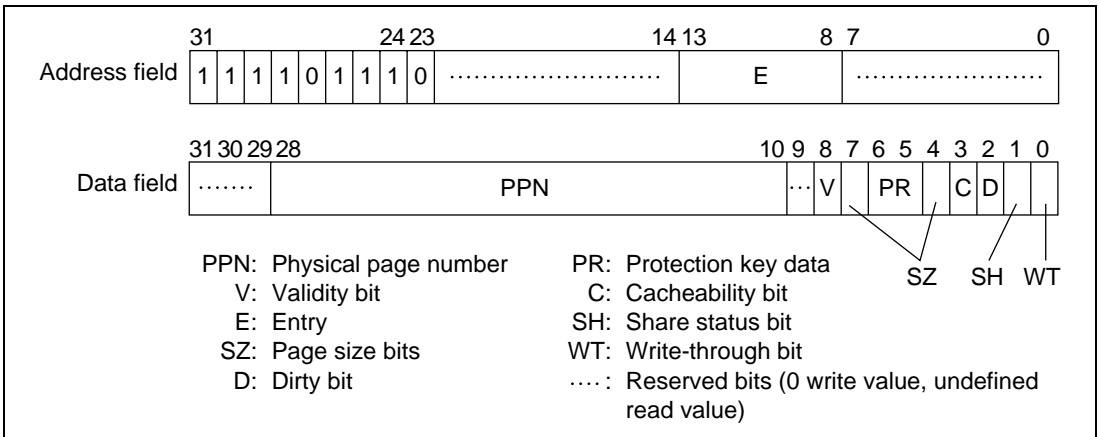 31 24 23 14 13 8 7 0
Address field 1 1 1 1 0 1 1 1 0 ························ E ·····················
31 30 29 28 10 9 8 7 6 5 4 3 2 1 0
Data field ······· PPN ··· V PR C D
SZ SH WT
PPN: Physical page number
V: Validity bit
E: Entry
SZ: Page size bits
D: Dirty bit
PR: Protection key data
C: Cacheability bit
SH: Share status bit
WT: Write-through bit
····: Reserved bits (0 write value, undefined
read value)